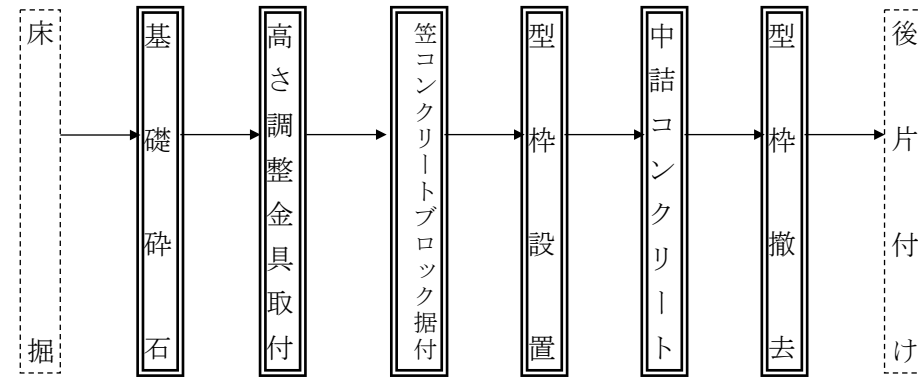 床掘
基礎砕石
高さ調整金具取付
笠コンクリートブロック据付
型枠設置
中詰コンクリート
型枠撤去
後片付け